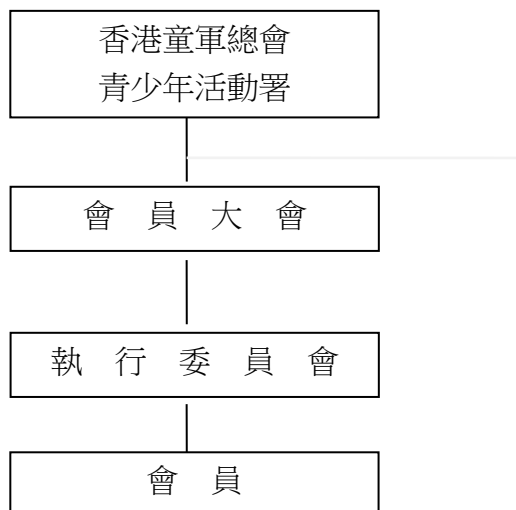 香港童軍總會
青少年活動署
會 員 大 會
執 行 委 員 會
會 員